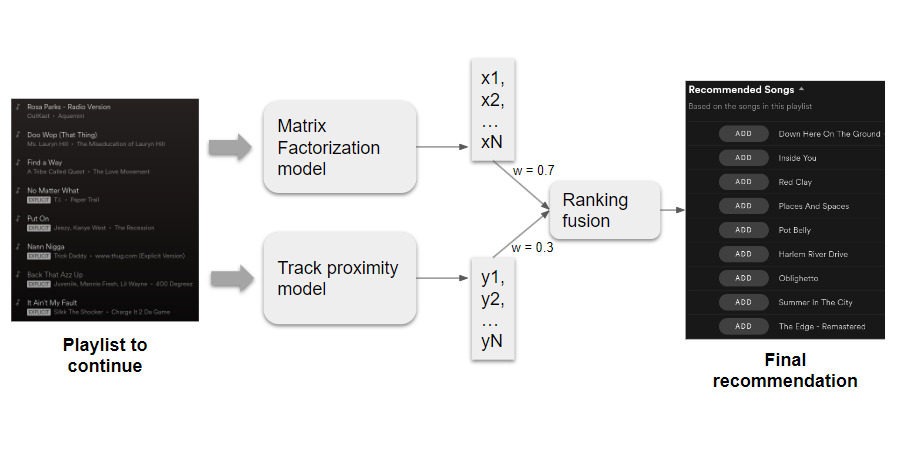 Rosa Parks - Radio Version
OutKast • Aquemini
Doo Wop (That Thing)
Ms. Lauryn Hill • The Miseducation of Lauryn Hill
Find a Way
A Tribe Called Quest • The Love Movement
No Matter What
EXPLICIT T.I. • Paper Trail
Put On
EXPLICIT Jeezy, Kanye West • The Recession
Nann Nigga
EXPLICIT Trick Daddy • www.thug.com (Explicit Version)
Back That Azz Up
EXPLICIT Juvenile, Mannie Fresh, Lil Wayne • 400 Degreez
It Ain't My Fault
EXPLICIT Silkk The Shocker • Charge It 2 Da Game
Playlist to
continue
Matrix
Factorization
model
Track proximity
model
x1,
x2,
...
xN
w = 0.7
w = 0.3
y1,
y2,
...
yN
Ranking
fusion
Recommended Songs
Based on the songs in this playlist
ADD Down Here On The Ground -
ADD Inside You
ADD Red Clay
ADD Places And Spaces
ADD Pot Belly
ADD Harlem River Drive
ADD Oblighetto
ADD Summer In The City
ADD The Edge - Remastered
Final
recommendation